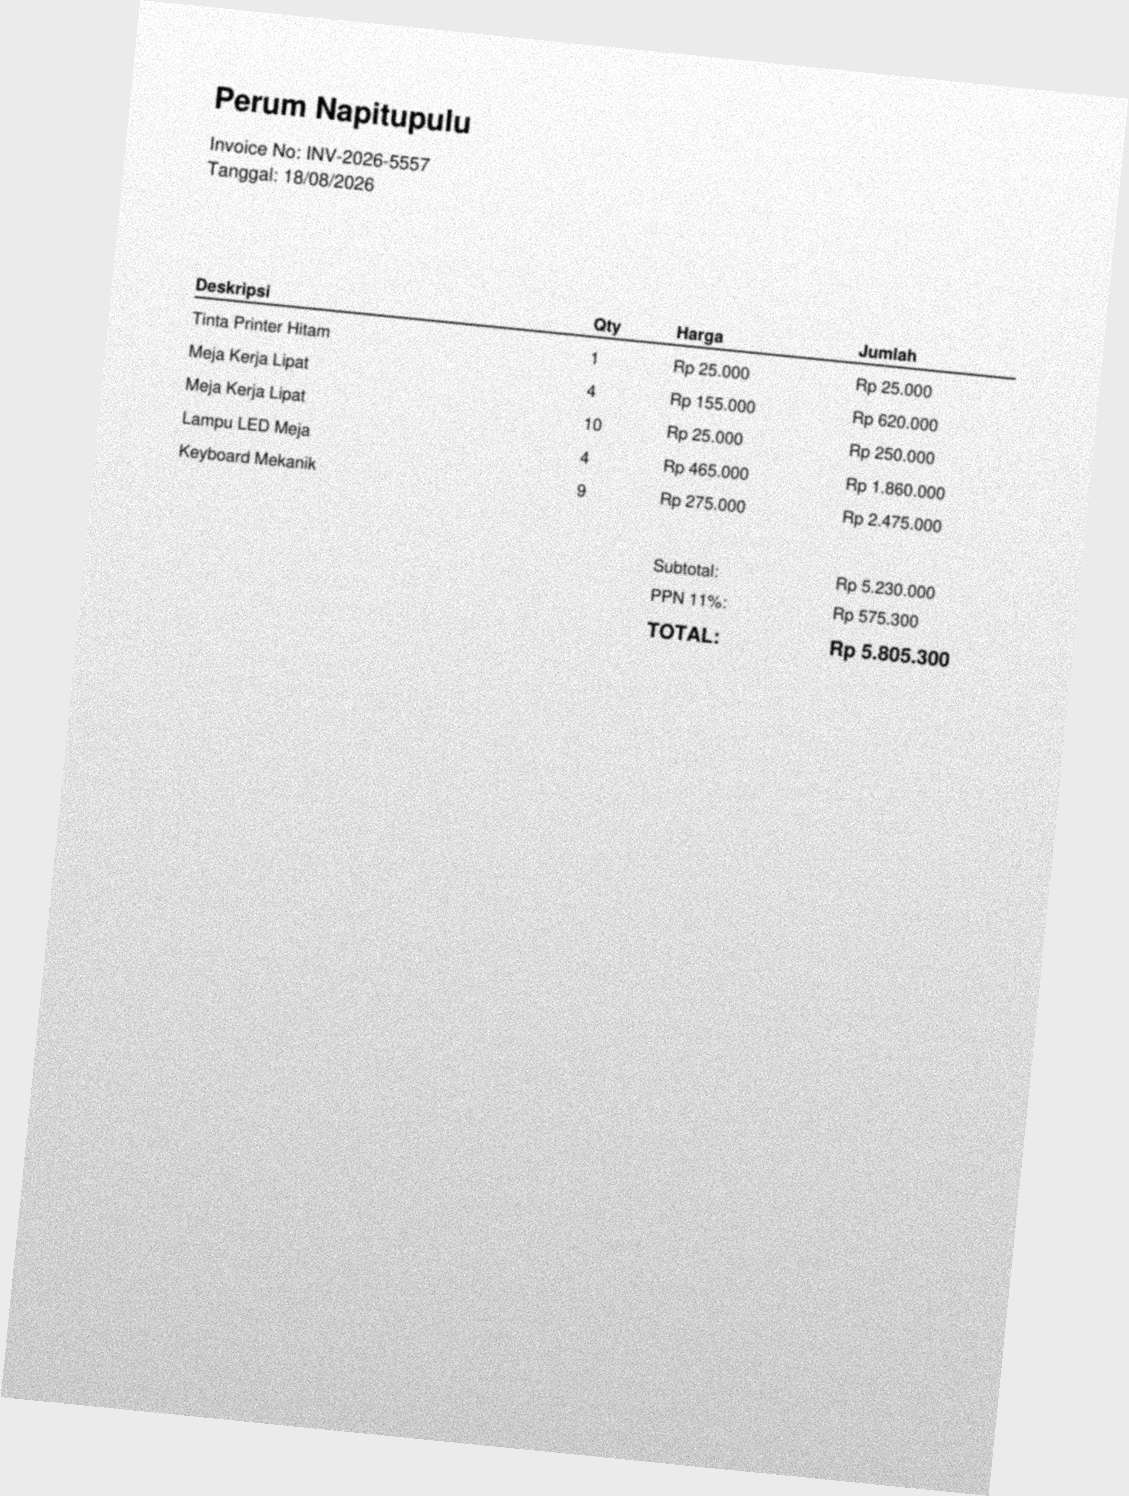 Perum Napitupulu
Invoice No: INV-2026-5557
Tanggal: 18/08/2026
Deskripsi Qty Harga Jumlah
Tinta Printer Hitam 1 Rp 25.000 Rp 25.000
Meja Kerja Lipat 4 Rp 155.000 Rp 620.000
Meja Kerja Lipat 10 Rp 25.000 Rp 250.000
Lampu LED Meja 4 Rp 465.000 Rp 1.860.000
Keyboard Mekanik 9 Rp 275.000 Rp 2.475.000
Subtotal: Rp 5.230.000
PPN 11%: Rp 575.300
TOTAL: Rp 5.805.300